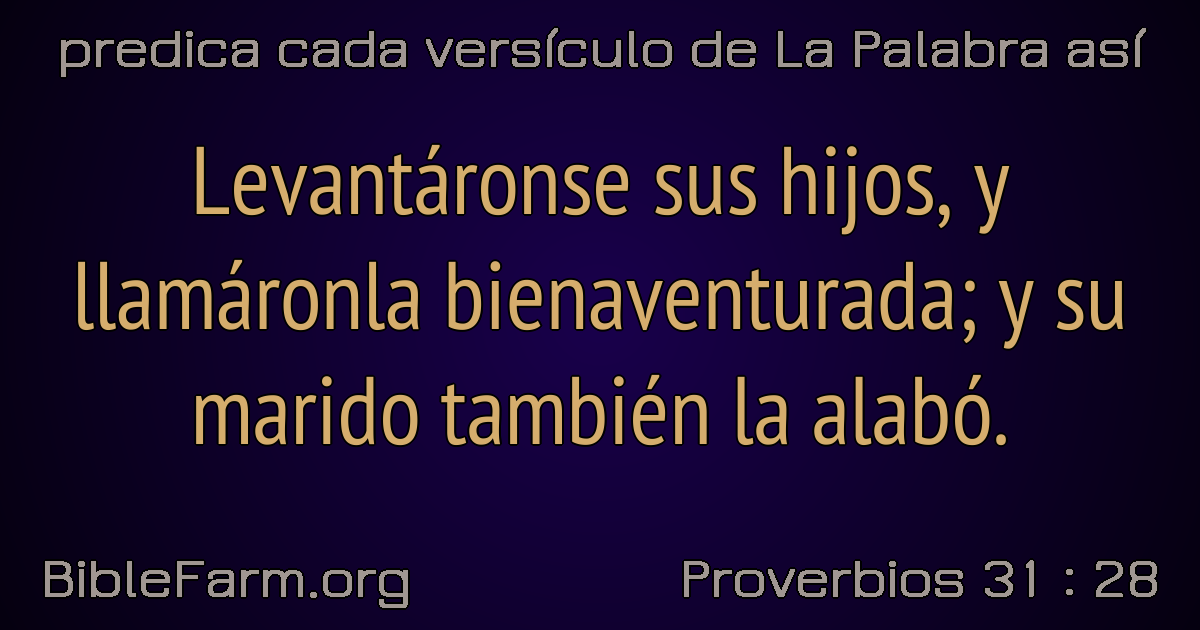 predica cada versículo de La Palabra así
Levantáronse sus hijos, y
llamáronla bienaventurada; y su
marido también la alabó.
BibleFarm.org
Proverbios 31 : 28